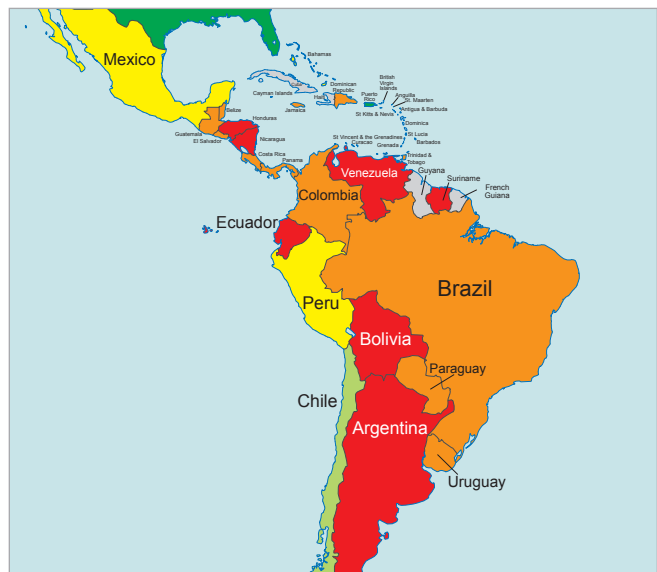 Mexico
Bahamas
Cuba
Cayman Islands
Jamaica
Haiti
Dominican
Republic
Puerto
Rico
British
Virgin
Islands
Anguilla
St. Maarten
Antigua & Barbuda
St Kitts & Nevis
Dominica
St Lucia
Barbados
St Vincent & the Grenadines
Curacao
Grenada
Trinidad &
Tobago
Belize
Guatemala
El Salvador
Honduras
Nicaragua
Costa Rica
Panama
Venezuela
Guyana
Suriname
French
Guiana
Colombia
Ecuador
Peru
Brazil
Bolivia
Paraguay
Chile
Argentina
Uruguay